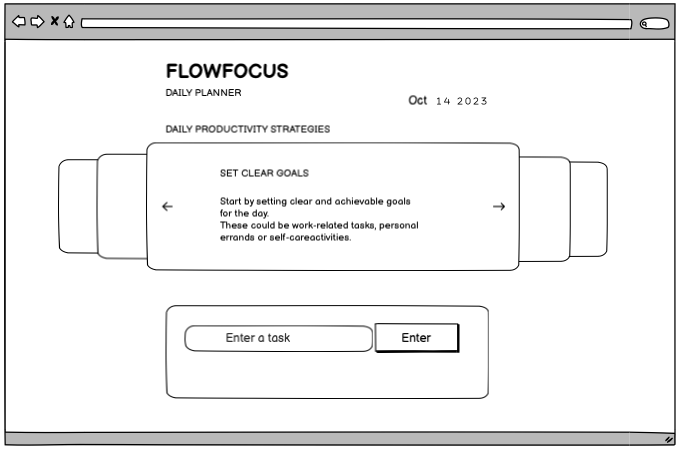 FLOWFOCUS
DAILY PLANNER
Oct 14 2023
DAILY PRODUCTIVITY STRATEGIES
SET CLEAR GOALS
Start by setting clear and achievable goals
for the day.
These could be work-related tasks, personal
errands or self-careactivities.
Enter a task
Enter